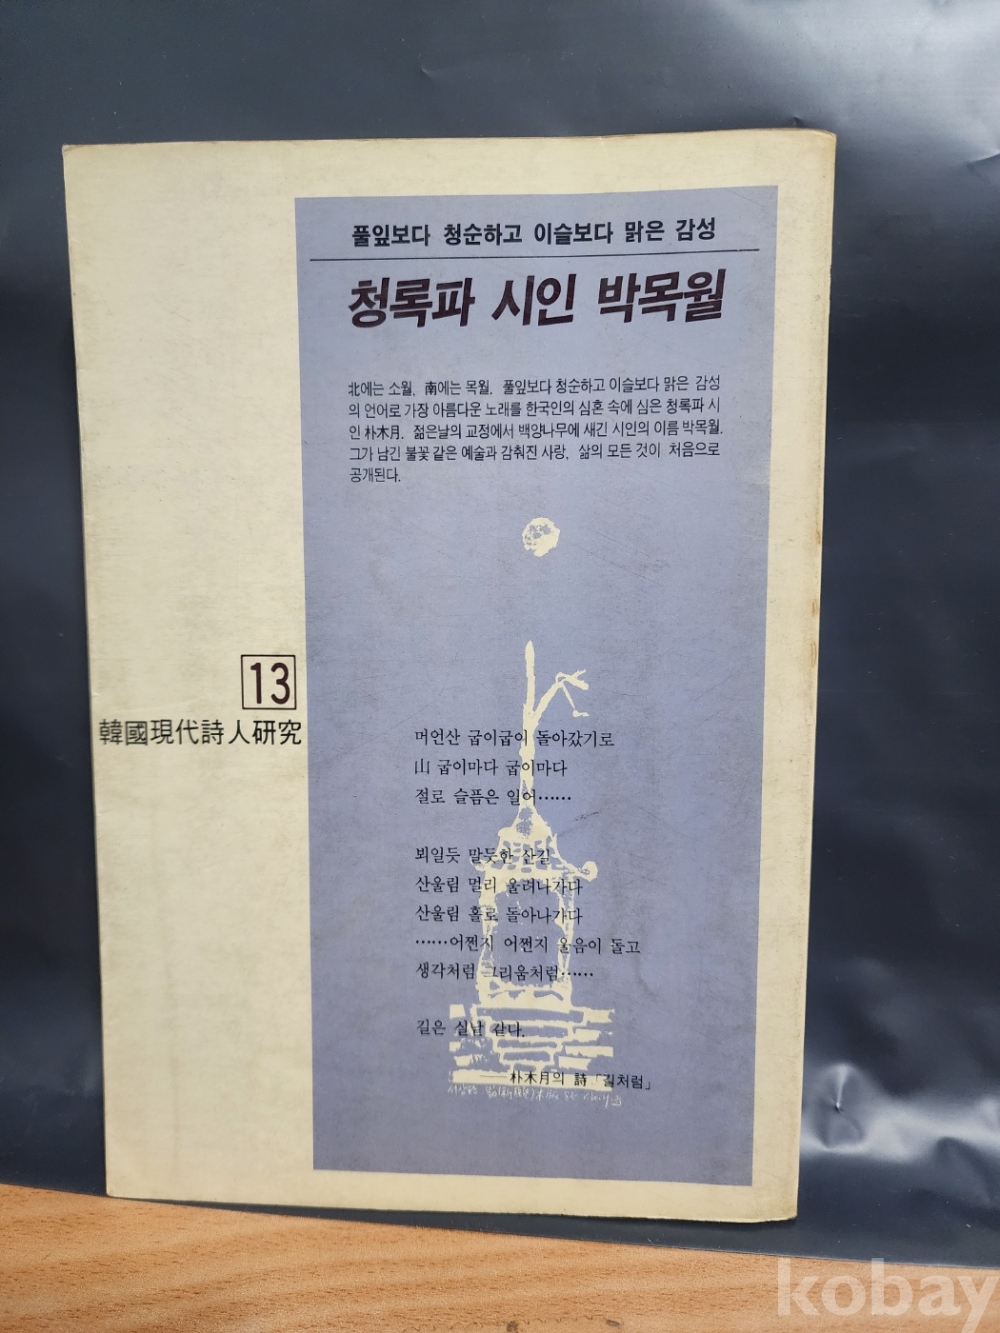 풀잎보다 청순하고 이슬보다 맑은 감성
청록파 시인 박목월
北에는 소월, 南에는 목월. 풀잎보다 청순하고 이슬보다 맑은 감성
의 언어로 가장 아름다운 노래를 한국인의 심혼 속에 심은 청록파 시
인 朴木月. 젊은날의 교정에서 백양나무에 새긴 시인의 이름 박목월.
그가 남긴 불꽃 같은 예술과 감춰진 사랑, 삶의 모든 것이 처음으로
공개된다.
13
韓國現代詩人硏究
머언산 굽이굽이 돌아갔기로
山 굽이마다 굽이마다
절로 슬픔은 일어……
뵈일듯 말듯한 산길
산울림 멀리 울려나가다
산울림 홀로 돌아나가다
……어쩐지 어쩐지 울음이 돌고
생각처럼 그리움처럼……
길은 실낱 같다.
──朴木月의 詩 「길처럼」
kobay